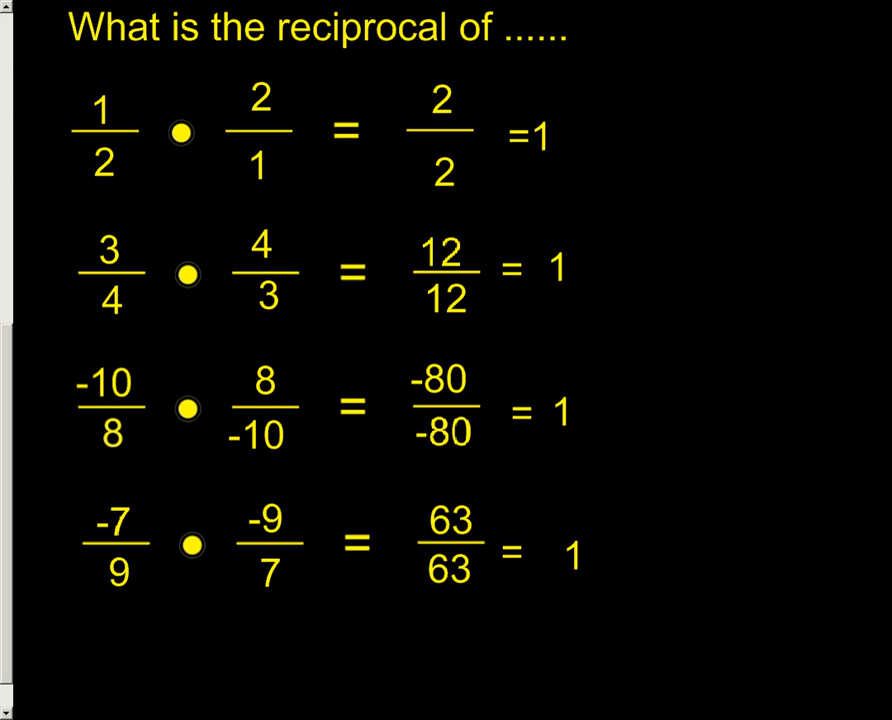 What is the reciprocal of ......
1/2 • 2/1 = 2/2 =1
3/4 • 4/3 = 12/12 = 1
-10/8 • 8/-10 = -80/-80 = 1
-7/9 • -9/7 = 63/63 = 1